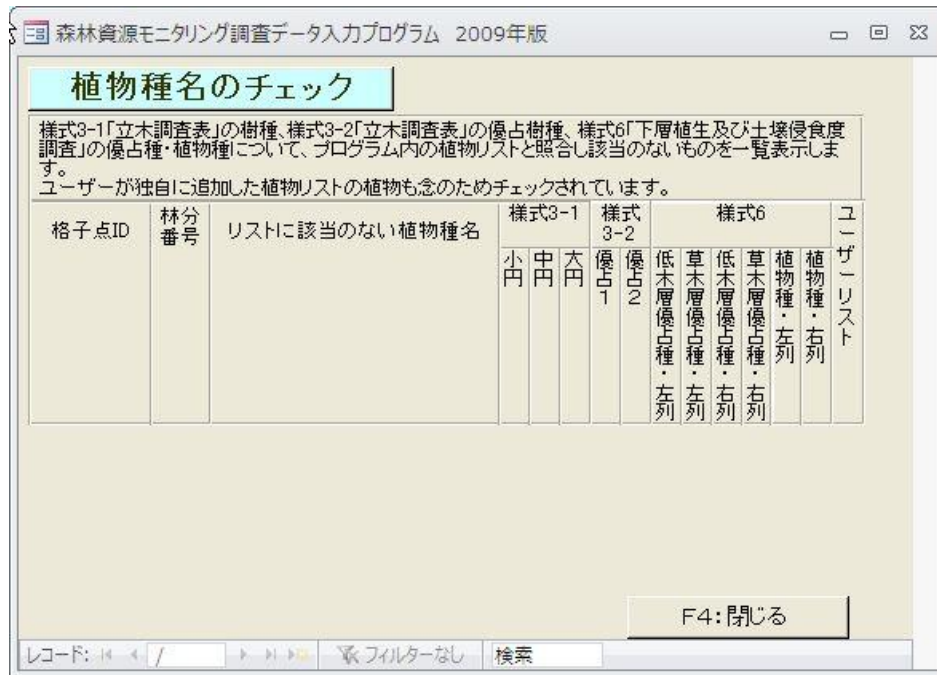 森林資源モニタリング調査データ入力プログラム 2009年版
植物種名のチェック
様式3-1「立木調査表」の樹種、様式3-2「立木調査表」の優占樹種、様式6「下層植生及び土壌侵食度
調査」の優占種・植物種について、プログラム内の植物リストと照合し該当のないものを一覧表示しま
す。
ユーザーが独自に追加した植物リストの植物も念のためチェックされています。
格子点ID
林分
番号
リストに該当のない植物種名
様式3-1
様式
3-2
様式6
ユーザーリスト
小円
中円
大円
優占1
優占2
低木層優占種・左列
草木層優占種・左列
低木層優占種・右列
草木層優占種・右列
植物種・左列
植物種・右列
F4:閉じる
レコード: / フィルターなし 検索